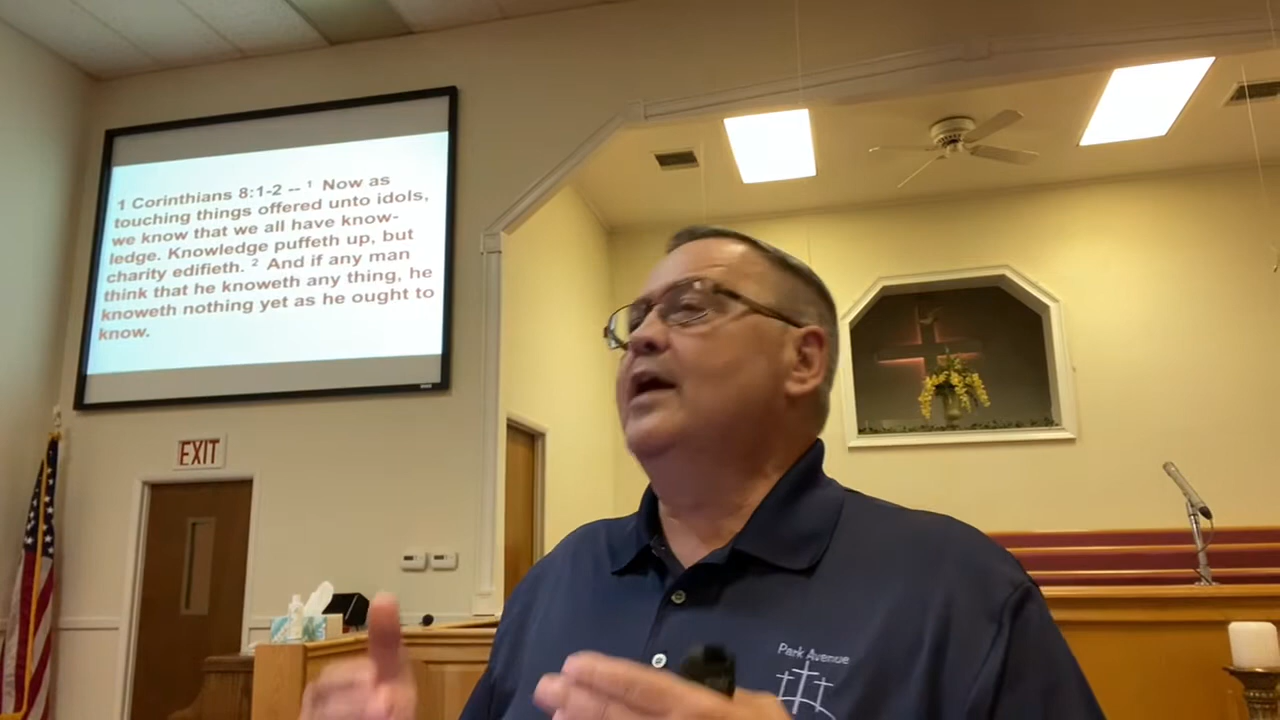 1 Corinthians 8:1-2 -- ¹ Now as
touching things offered unto idols,
we know that we all have know-
ledge. Knowledge puffeth up, but
charity edifieth. ² And if any man
think that he knoweth any thing, he
knoweth nothing yet as he ought to
know.
EXIT
Park Avenue